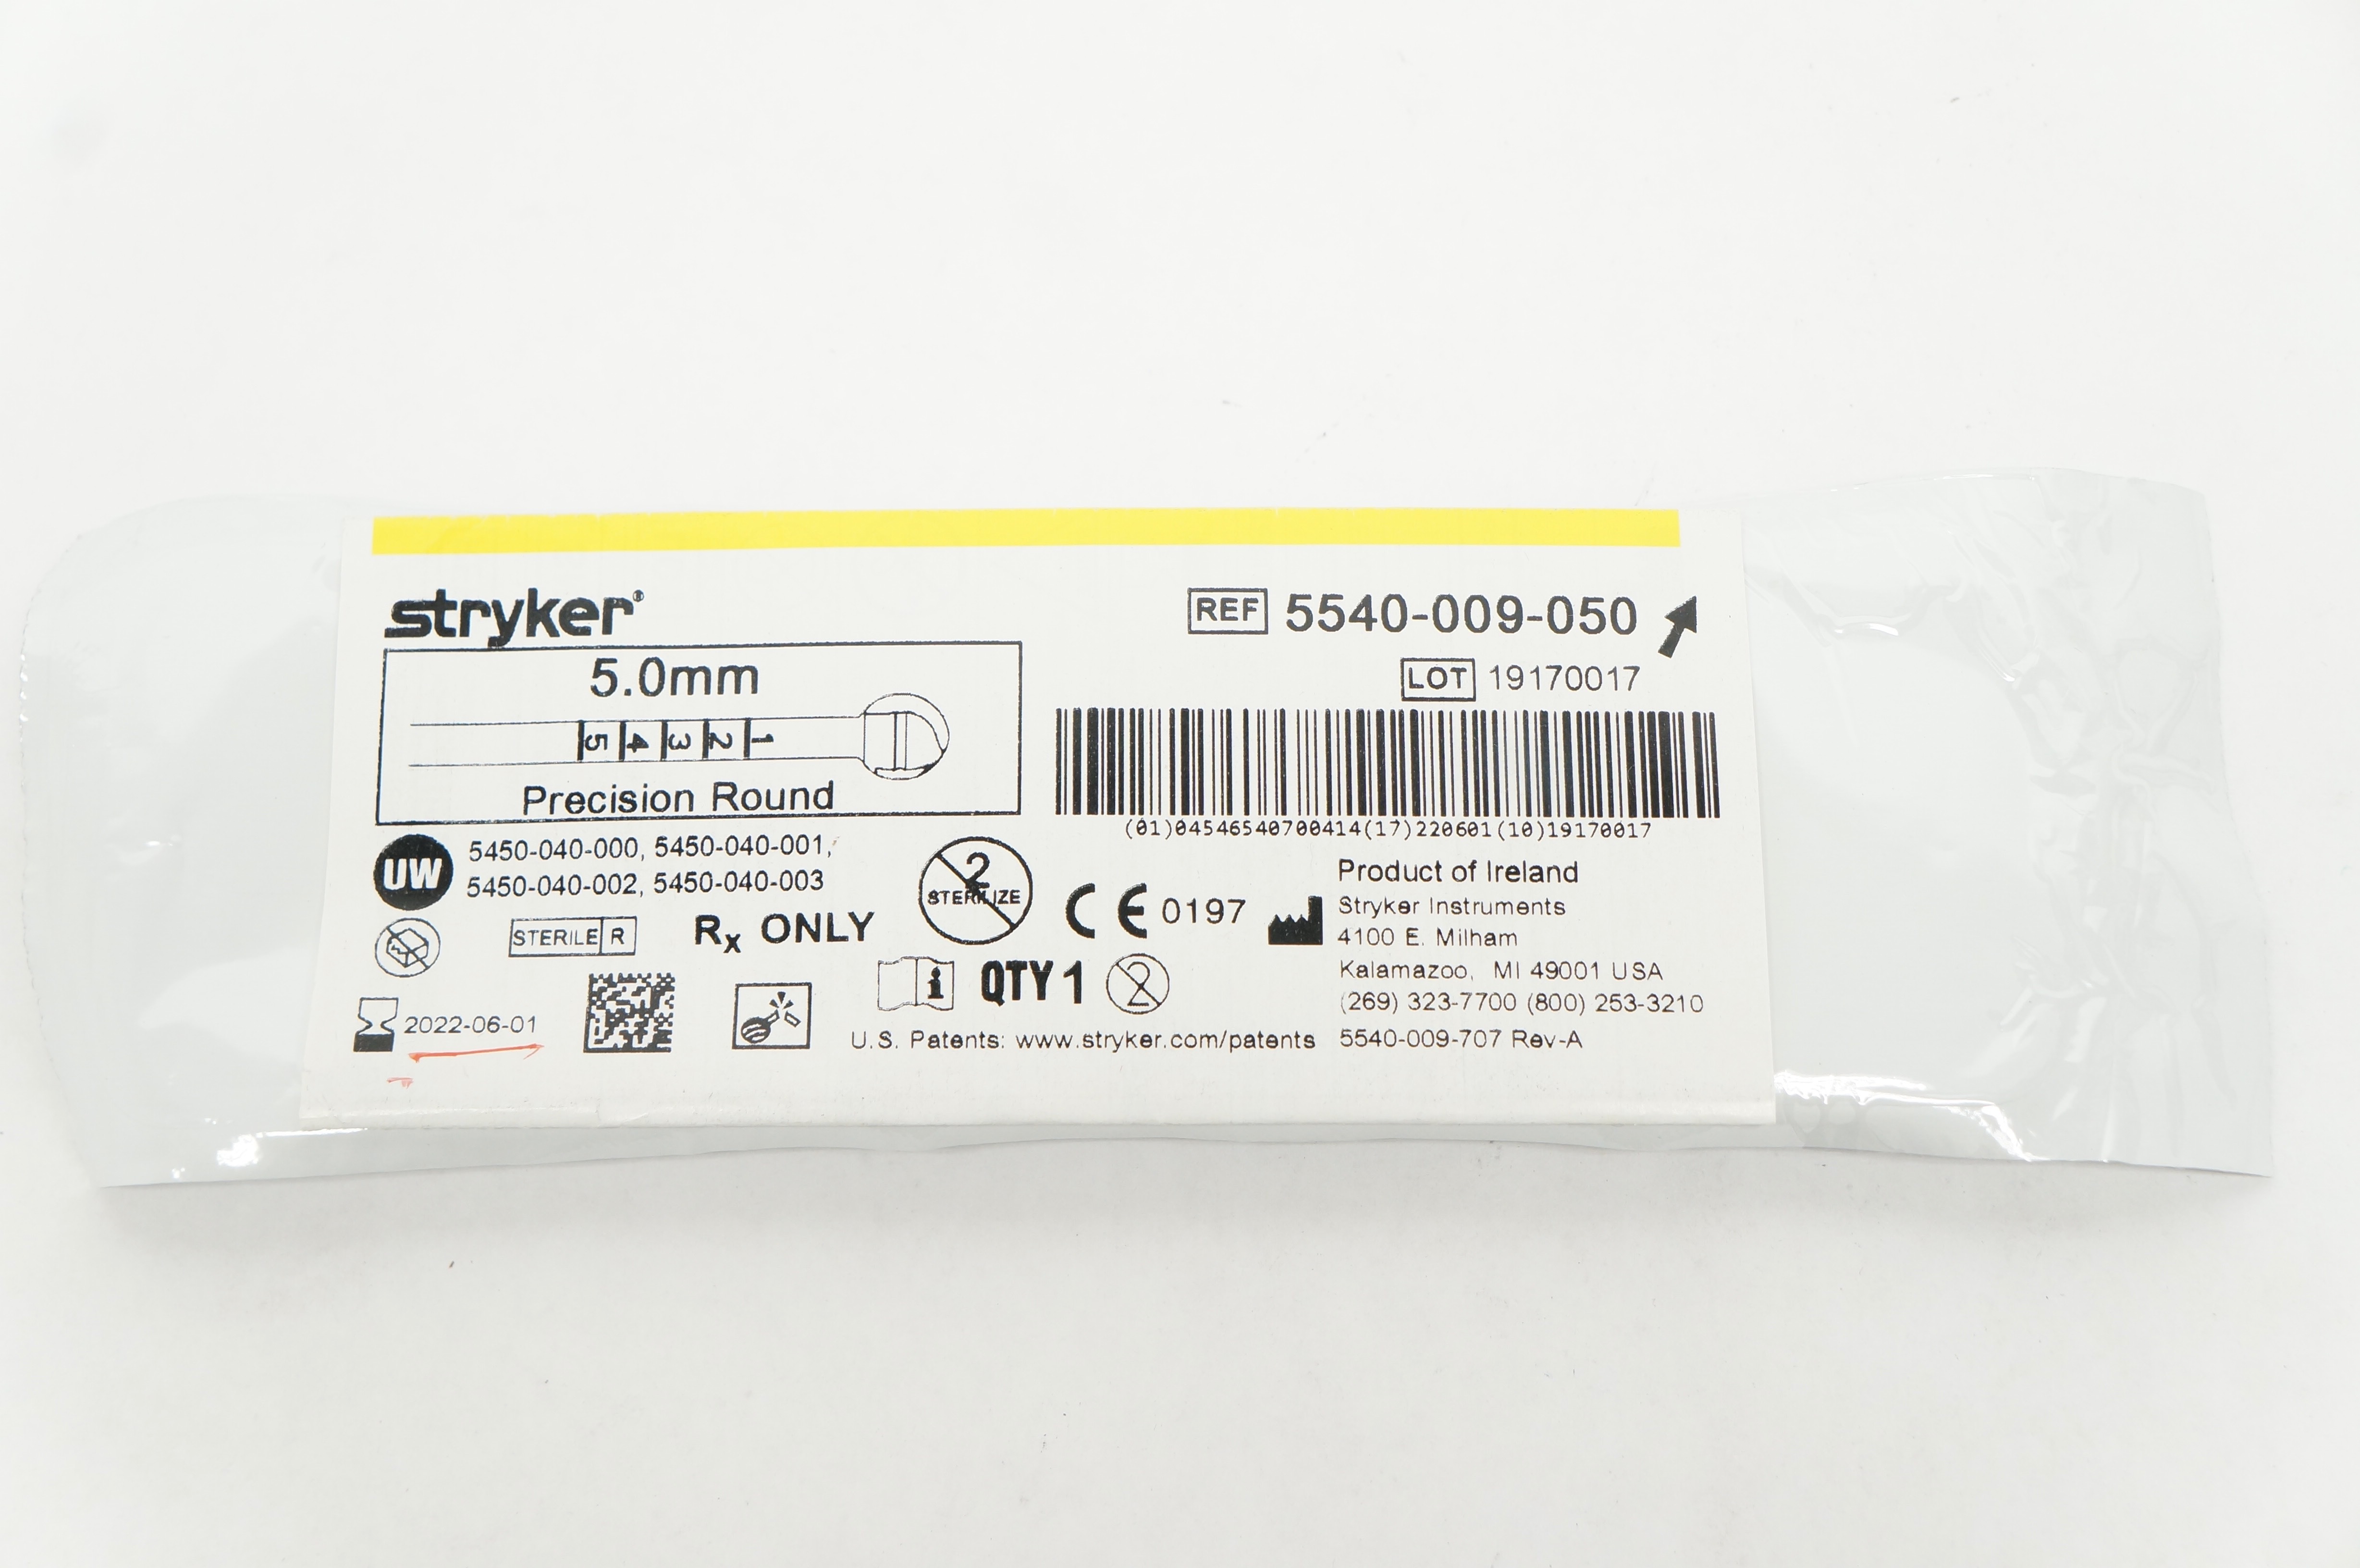 stryker®
REF 5540-009-050
LOT 19170017
5.0mm
5 4 3 2 1
Precision Round
(01)04546540700414(17)220601(10)19170017
UW 5450-040-000, 5450-040-001,
5450-040-002, 5450-040-003
2
STERILIZE
STERILE R
Rx ONLY
CE 0197
Product of Ireland
Stryker Instruments
4100 E. Milham
Kalamazoo, MI 49001 USA
(269) 323-7700 (800) 253-3210
i QTY 1 2
2022-06-01
U.S. Patents: www.stryker.com/patents
5540-009-707 Rev-A